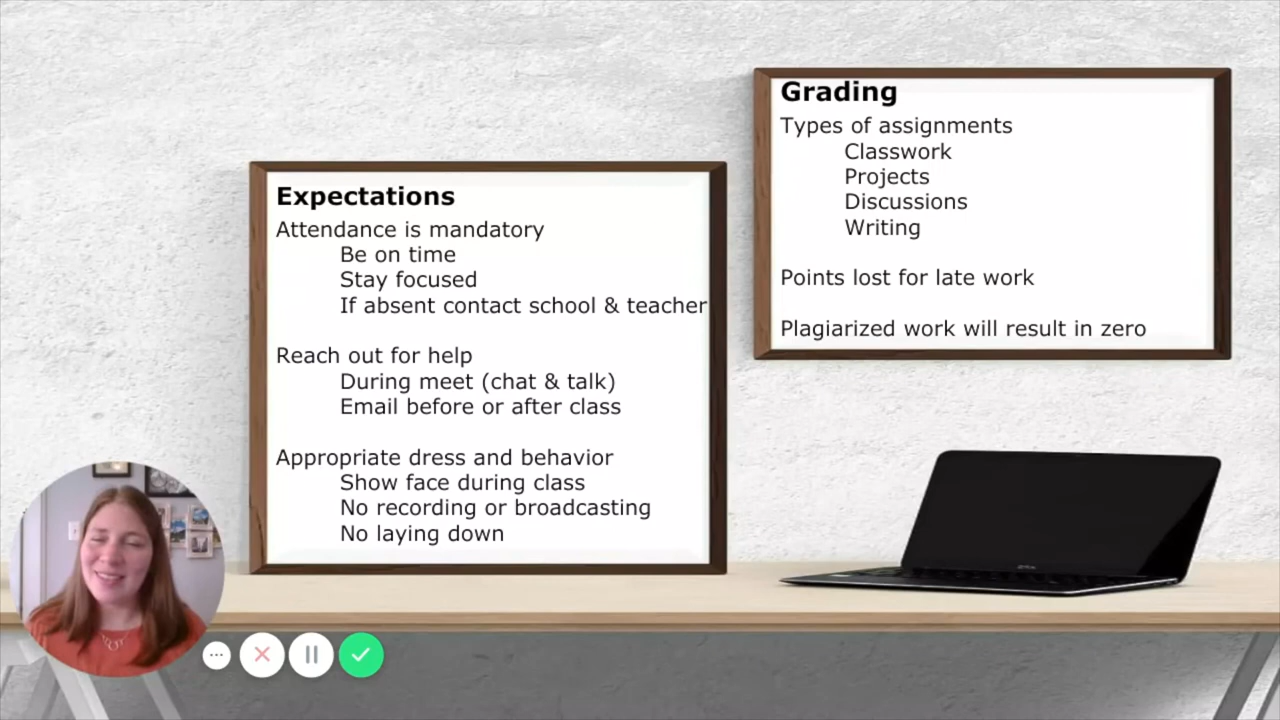 Expectations
Attendance is mandatory
Be on time
Stay focused
If absent contact school & teacher
Reach out for help
During meet (chat & talk)
Email before or after class
Appropriate dress and behavior
Show face during class
No recording or broadcasting
No laying down
Grading
Types of assignments
Classwork
Projects
Discussions
Writing
Points lost for late work
Plagiarized work will result in zero